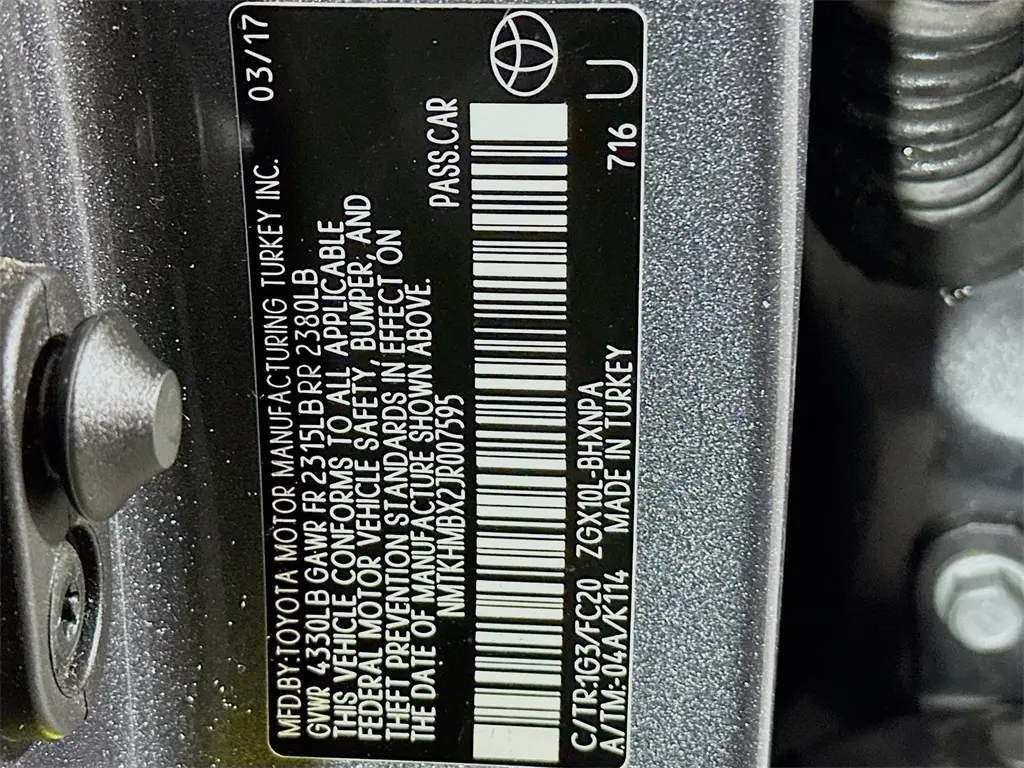 MFD.BY:TOYOTA MOTOR MANUFACTURING TURKEY INC. 03/17
GVWR 4330LB GAWR FR 2315LB RR 2380LB
THIS VEHICLE CONFORMS TO ALL APPLICABLE
FEDERAL MOTOR VEHICLE SAFETY, BUMPER, AND
THEFT PREVENTION STANDARDS IN EFFECT ON
THE DATE OF MANUFACTURE SHOWN ABOVE.
NMTKHMBX2JR007595 PASS.CAR
C/TR:1G3/FC20 ZGX10L-BHXNPA
A/TM:-04A/K114 MADE IN TURKEY 716 U